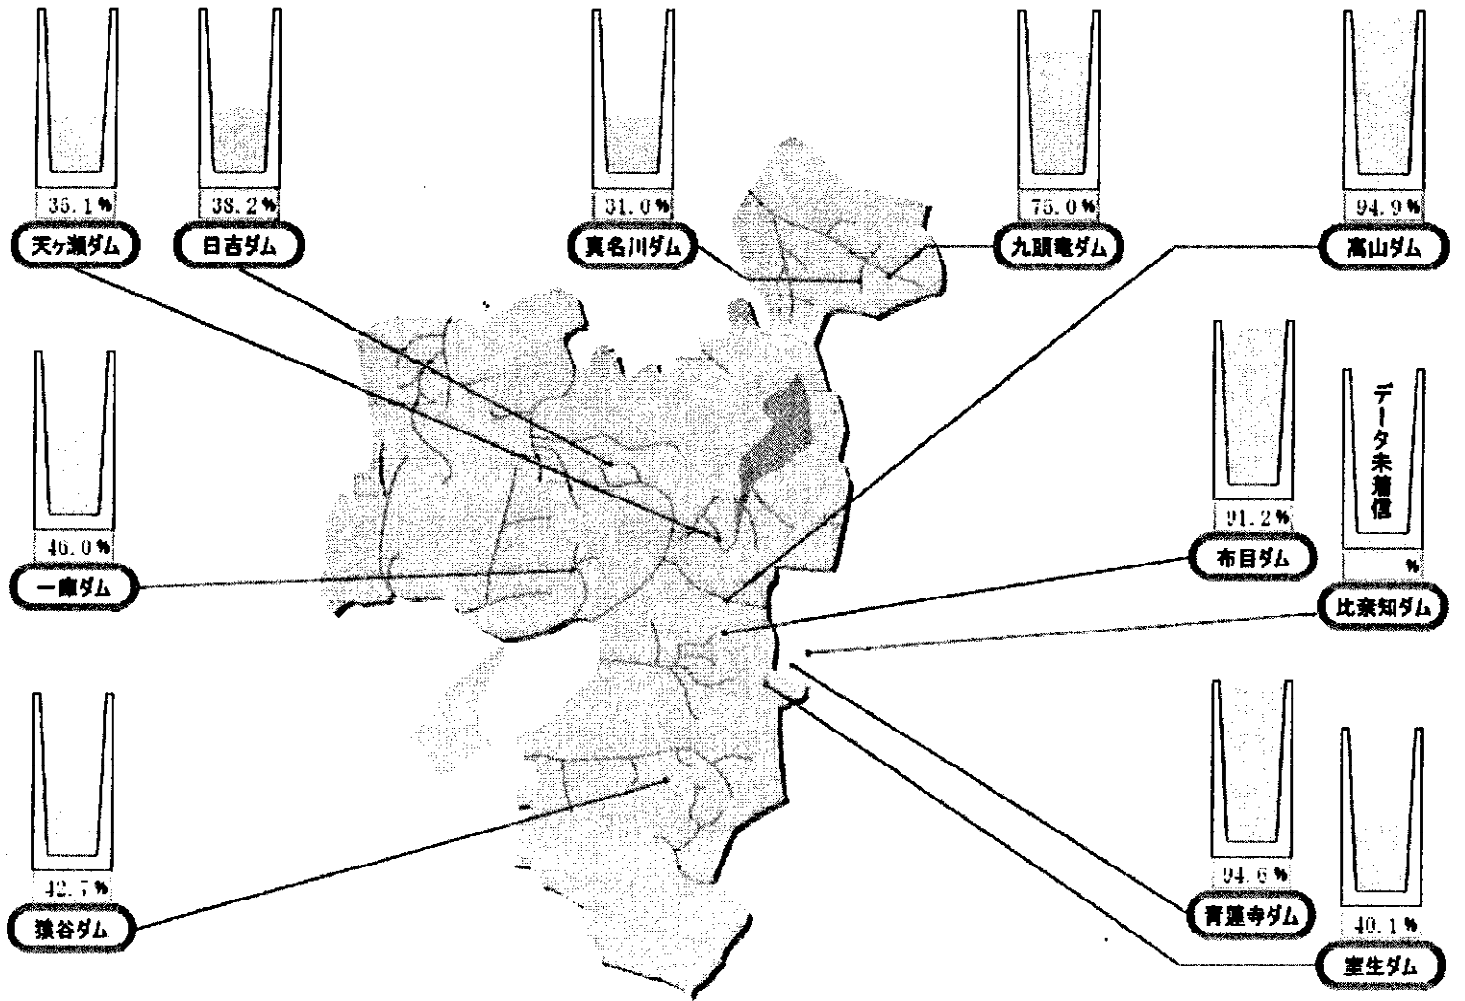 35.1%
天ヶ瀬ダム
38.2%
日吉ダム
31.0%
真名川ダム
75.0%
九頭竜ダム
94.9%
高山ダム
46.0%
一庫ダム
91.2%
布目ダム
データ未着信
%
比奈知ダム
42.7%
猿谷ダム
94.6%
青蓮寺ダム
40.1%
室生ダム